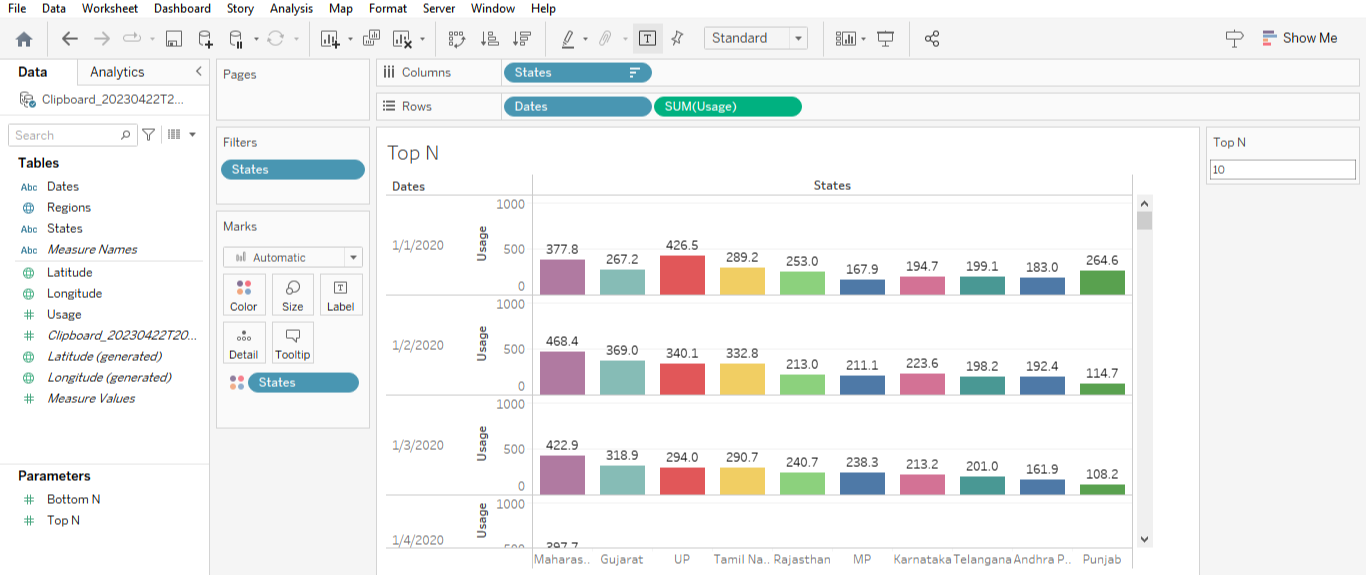 File Data Worksheet Dashboard Story Analysis Map Format Server Window Help
Standard
Show Me
Data Analytics
Clipboard_20230422T2...
Search
Tables
Abc Dates
Regions
Abc States
Abc Measure Names
Latitude
Longitude
# Usage
# Clipboard_20230422T20...
Latitude (generated)
Longitude (generated)
# Measure Values
Parameters
# Bottom N
# Top N
Pages
Filters
States
Marks
Automatic
Color Size Label
Detail Tooltip
States
Columns States
Rows Dates SUM(Usage)
Top N
Dates States
1/1/2020 Usage 1000 500 0
377.8 267.2 426.5 289.2 253.0 167.9 194.7 199.1 183.0 264.6
1/2/2020 Usage 1000 500 0
468.4 369.0 340.1 332.8 213.0 211.1 223.6 198.2 192.4 114.7
1/3/2020 Usage 1000 500 0
422.9 318.9 294.0 290.7 240.7 238.3 213.2 201.0 161.9 108.2
1/4/2020 Usage 1000 500
397.7
Maharas.. Gujarat UP Tamil Na.. Rajasthan MP Karnataka Telangana Andhra P.. Punjab
Top N
10